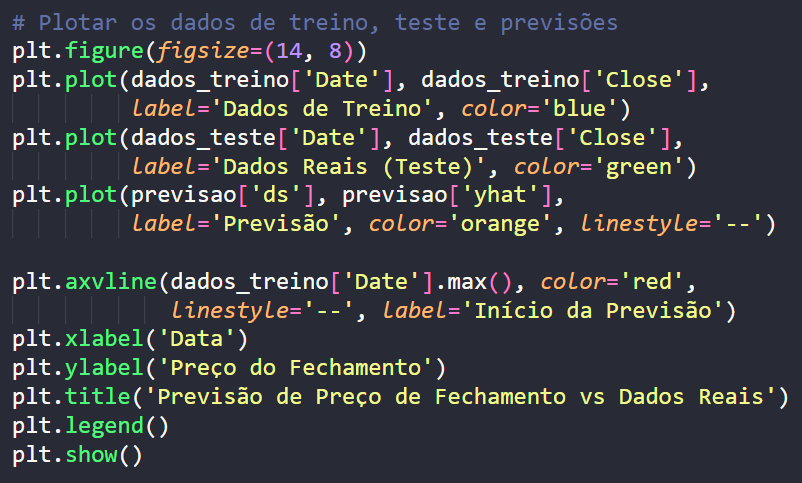 # Plotar os dados de treino, teste e previsões
plt.figure(figsize=(14, 8))
plt.plot(dados_treino['Date'], dados_treino['Close'],
         label='Dados de Treino', color='blue')
plt.plot(dados_teste['Date'], dados_teste['Close'],
         label='Dados Reais (Teste)', color='green')
plt.plot(previsao['ds'], previsao['yhat'],
         label='Previsão', color='orange', linestyle='--')

plt.axvline(dados_treino['Date'].max(), color='red',
            linestyle='--', label='Início da Previsão')
plt.xlabel('Data')
plt.ylabel('Preço do Fechamento')
plt.title('Previsão de Preço de Fechamento vs Dados Reais')
plt.legend()
plt.show()